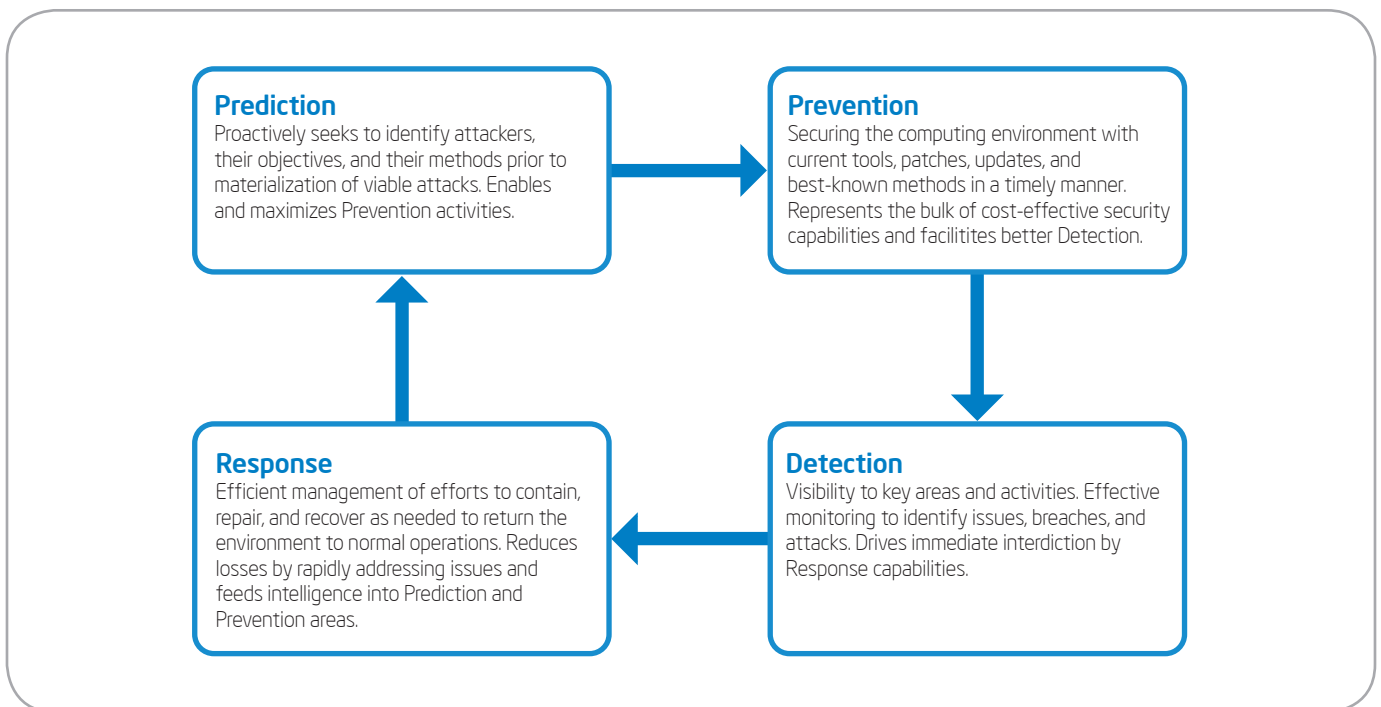 Prediction
Proactively seeks to identify attackers,
their objectives, and their methods prior to
materialization of viable attacks. Enables
and maximizes Prevention activities.
Prevention
Securing the computing environment with
current tools, patches, updates, and
best-known methods in a timely manner.
Represents the bulk of cost-effective security
capabilities and facilitites better Detection.
Response
Efficient management of efforts to contain,
repair, and recover as needed to return the
environment to normal operations. Reduces
losses by rapidly addressing issues and
feeds intelligence into Prediction and
Prevention areas.
Detection
Visibility to key areas and activities. Effective
monitoring to identify issues, breaches, and
attacks. Drives immediate interdiction by
Response capabilities.